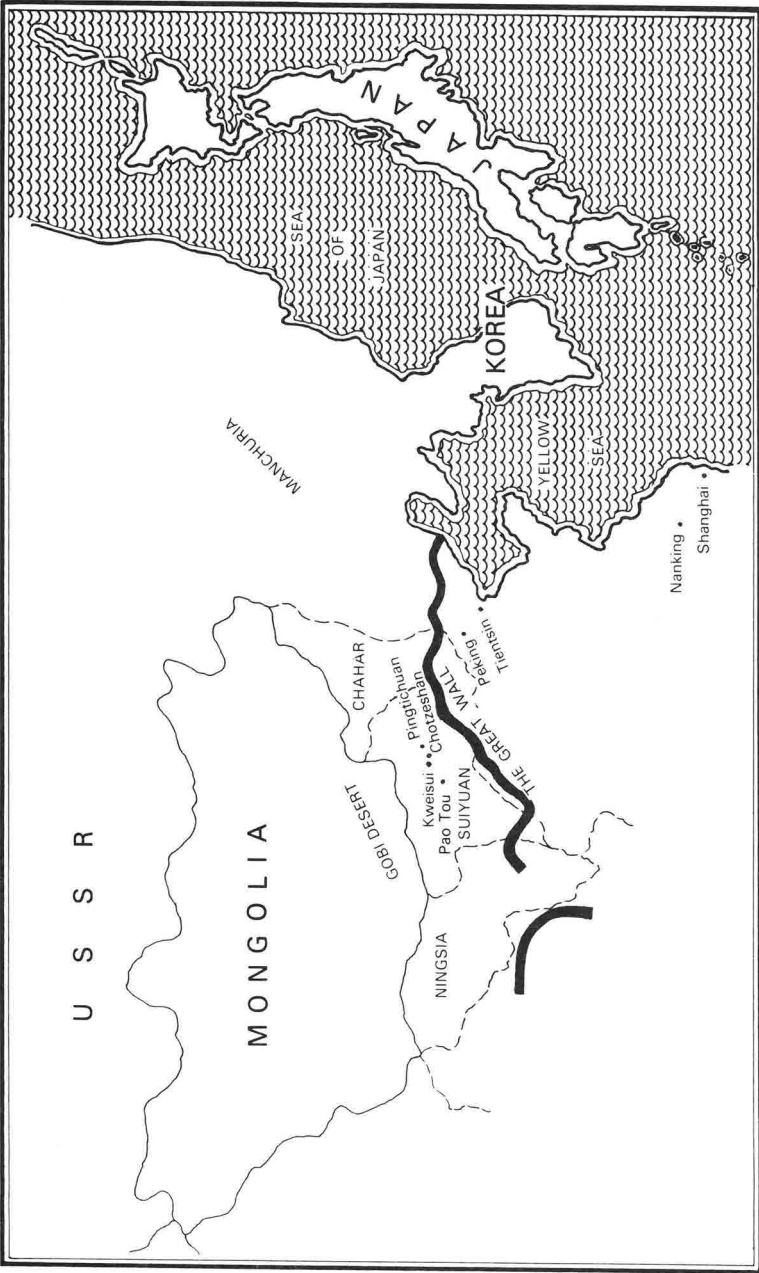 U S S R
MONGOLIA
GOBI DESERT
MANCHURIA
CHAHAR
SUIYUAN
NINGSIA
Pingtichuan
Chotzeshan
Kweisui
Pao Tou
THE GREAT WALL
Peking
Tientsin
Nanking
Shanghai
KOREA
YELLOW
SEA
SEA
OF
JAPAN
JAPAN